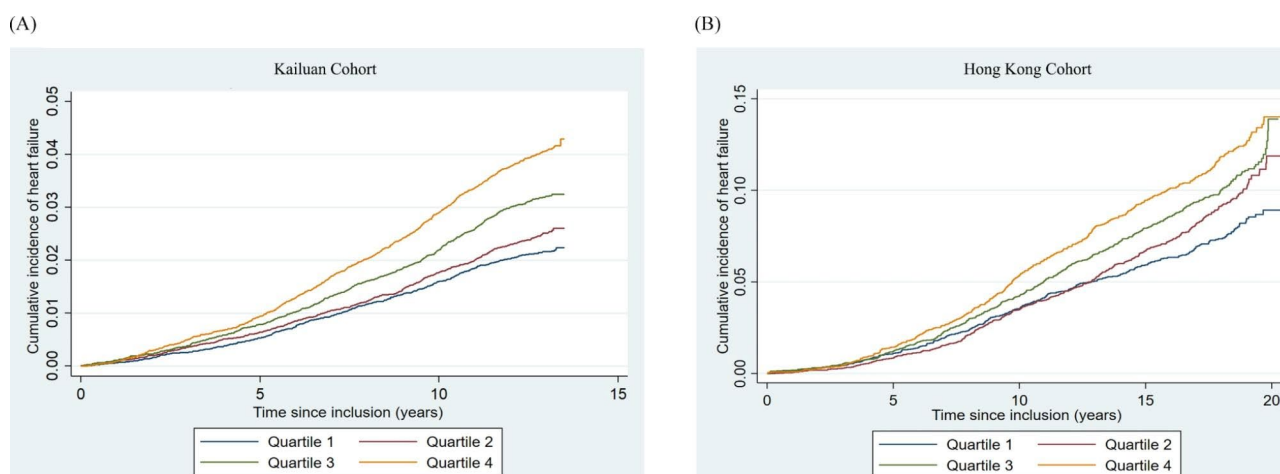 (A)
Kailuan Cohort
Cumulative incidence of heart failure
0.05
0.04
0.03
0.02
0.01
0.00
0
5
10
15
Time since inclusion (years)
Quartile 1
Quartile 2
Quartile 3
Quartile 4
(B)
Hong Kong Cohort
Cumulative incidence of heart failure
0.15
0.10
0.05
0.00
0
5
10
15
20
Time since inclusion (years)
Quartile 1
Quartile 2
Quartile 3
Quartile 4